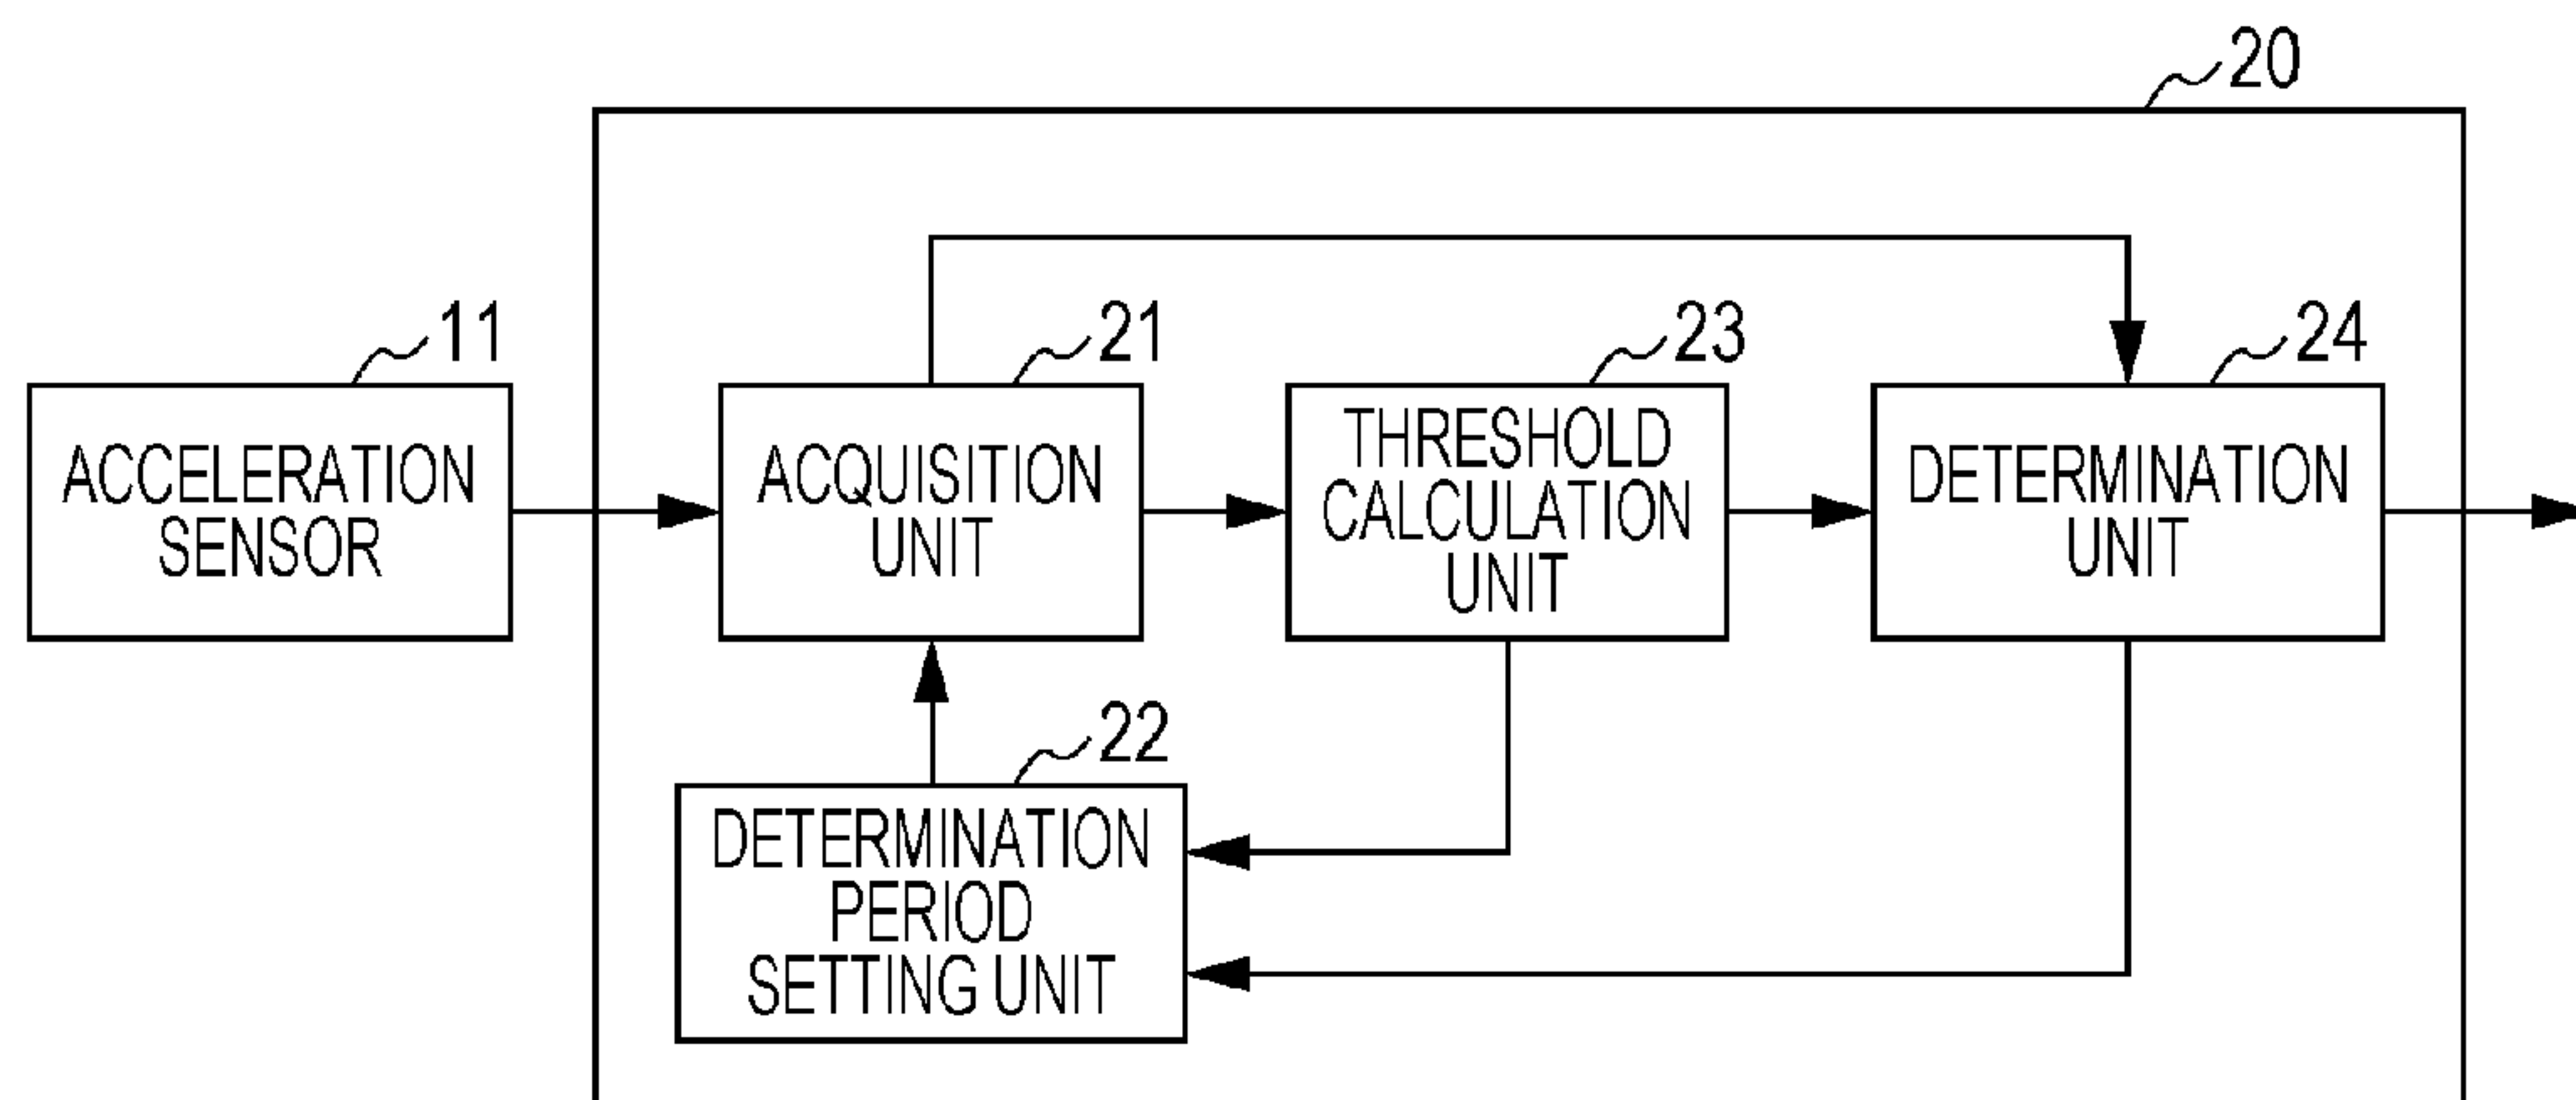 20
11
21
23
24
ACCELERATION
SENSOR
ACQUISITION
UNIT
THRESHOLD
CALCULATION
UNIT
DETERMINATION
UNIT
22
DETERMINATION
PERIOD
SETTING UNIT